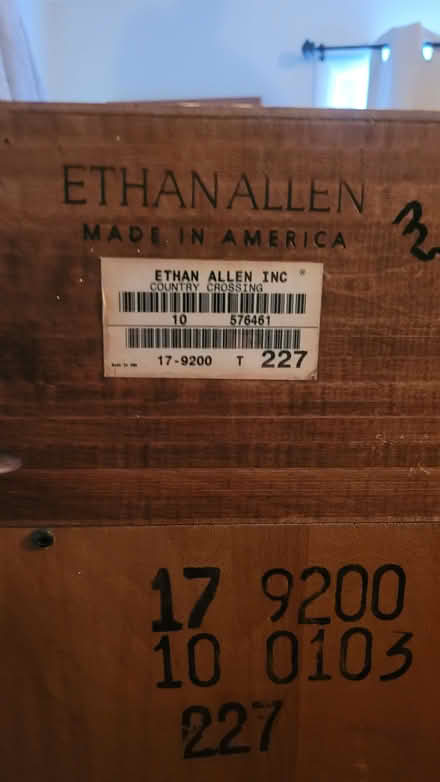 ETHAN ALLEN
MADE IN AMERICA
ETHAN ALLEN INC ®
COUNTRY CROSSING
10 576461
17-9200 T 227
17 9200
10 0103
227